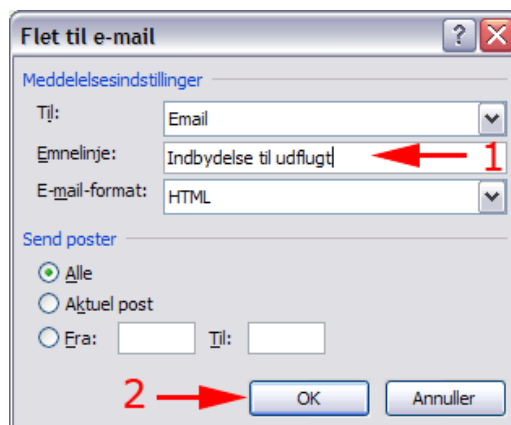 Flet til e-mail
Meddelelsesindstillinger
Til: Email
Emnelinje: Indbydelse til udflugt 1
E-mail-format: HTML
Send poster
Alle
Aktuel post
Fra: Til:
2 OK Annuller